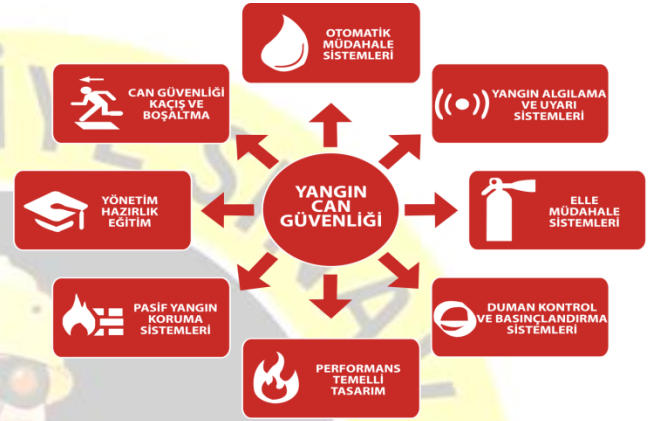 OTOMATİK
MÜDAHALE
SİSTEMLERİ
CAN GÜVENLİĞİ
KAÇIŞ VE
BOŞALTMA
YANGIN ALGILAMA
VE UYARI
SİSTEMLERİ
YÖNETİM
HAZIRLIK
EĞİTİM
YANGIN
CAN
GÜVENLİĞİ
ELLE
MÜDAHALE
SİSTEMLERİ
PASİF YANGIN
KORUMA
SİSTEMLERİ
DUMAN KONTROL
VE BASINÇLANDIRMA
SİSTEMLERİ
PERFORMANS
TEMELLİ
TASARIM